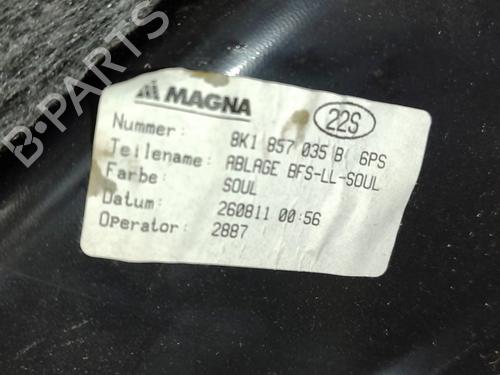 MAGNA
22S
Nummer: 8K1 857 035 B 6PS
Teilename: ABLAGE BFS-LL-SOUL
Farbe: SOUL
Datum: 260811 00:56
Operator: 2887
B-PARTS